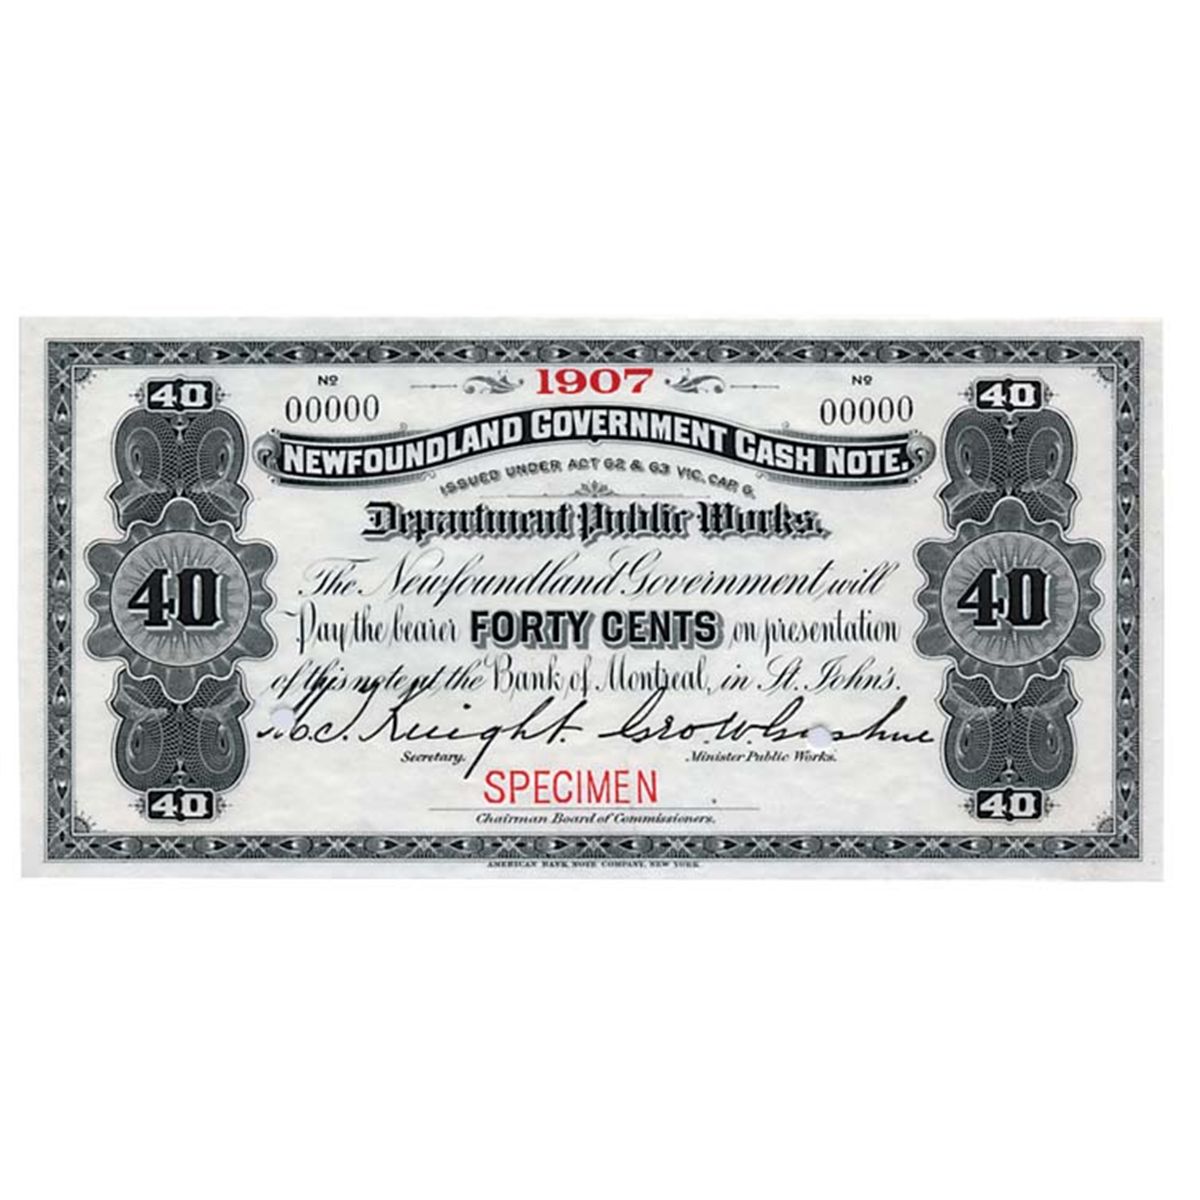 1907
Nº Nº
00000 00000
40 40
NEWFOUNDLAND GOVERNMENT CASH NOTE.
ISSUED UNDER ACT 62 & 63 VIC. CAP. 6.
Department Public Works.
The Newfoundland Government, will
40 Pay the bearer FORTY CENTS on presentation 40
of this note at the Bank of Montreal, in St. John's.
Geo. W. Gushue
Secretary. Minister Public Works.
SPECIMEN
40 40
Chairman Board of Commissioners.
AMERICAN BANK NOTE COMPANY, NEW YORK.